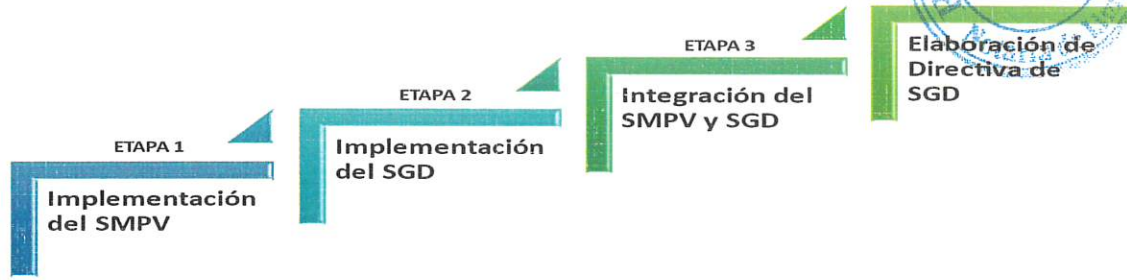 ETAPA 1
Implementación
del SMPV
ETAPA 2
Implementación
del SGD
ETAPA 3
Integración del
SMPV y SGD
Elaboración de
Directiva de
SGD